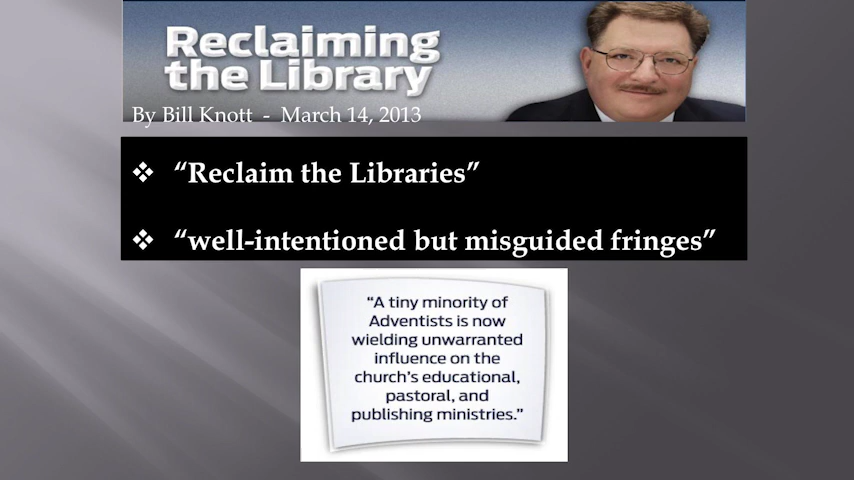 Reclaiming
the Library
By Bill Knott - March 14, 2013
❖ “Reclaim the Libraries”
❖ “well-intentioned but misguided fringes”
“A tiny minority of
Adventists is now
wielding unwarranted
influence on the
church’s educational,
pastoral, and
publishing ministries.”